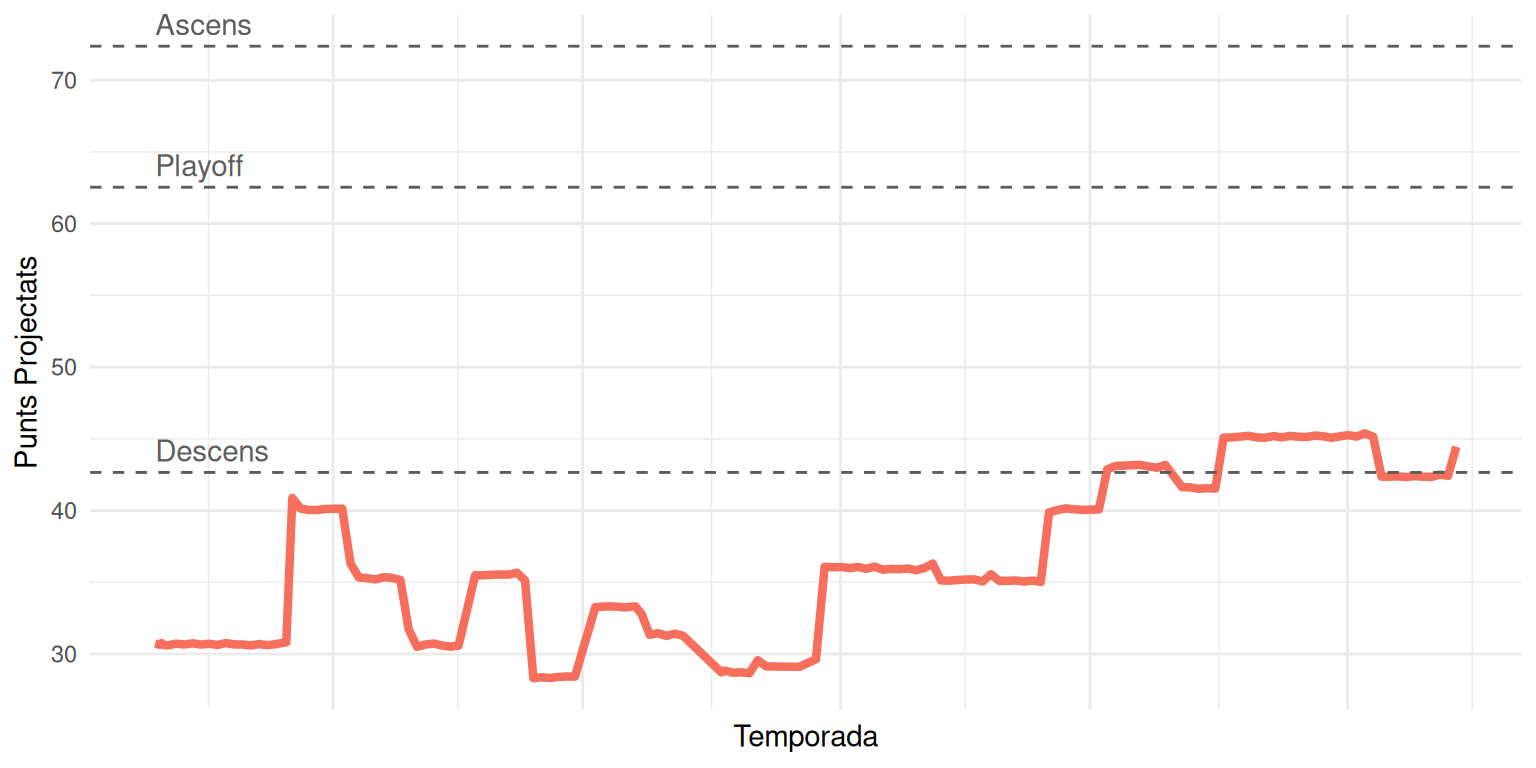 Ascens
70
Playoff
60
Punts Projectats
50
Descens
40
30
Temporada